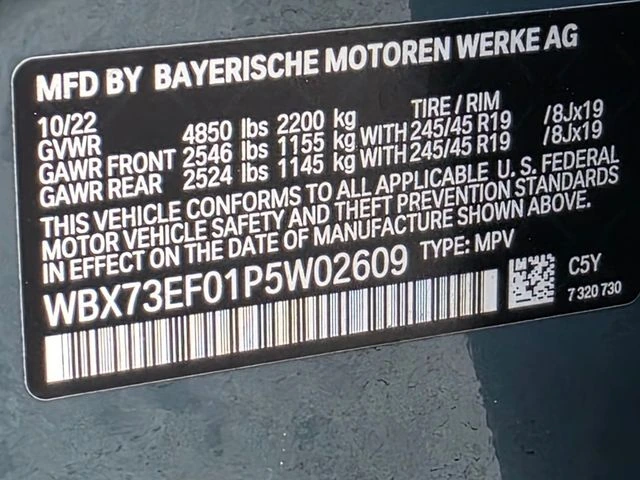 MFD BY BAYERISCHE MOTOREN WERKE AG
10/22 TIRE / RIM
GVWR 4850 lbs 2200 kg
GAWR FRONT 2546 lbs 1155 kg WITH 245/45 R19 /8Jx19
GAWR REAR 2524 lbs 1145 kg WITH 245/45 R19 /8Jx19
THIS VEHICLE CONFORMS TO ALL APPLICABLE U. S. FEDERAL
MOTOR VEHICLE SAFETY AND THEFT PREVENTION STANDARDS
IN EFFECT ON THE DATE OF MANUFACTURE SHOWN ABOVE.
WBX73EF01P5W02609 TYPE: MPV
C5Y
7 320 730